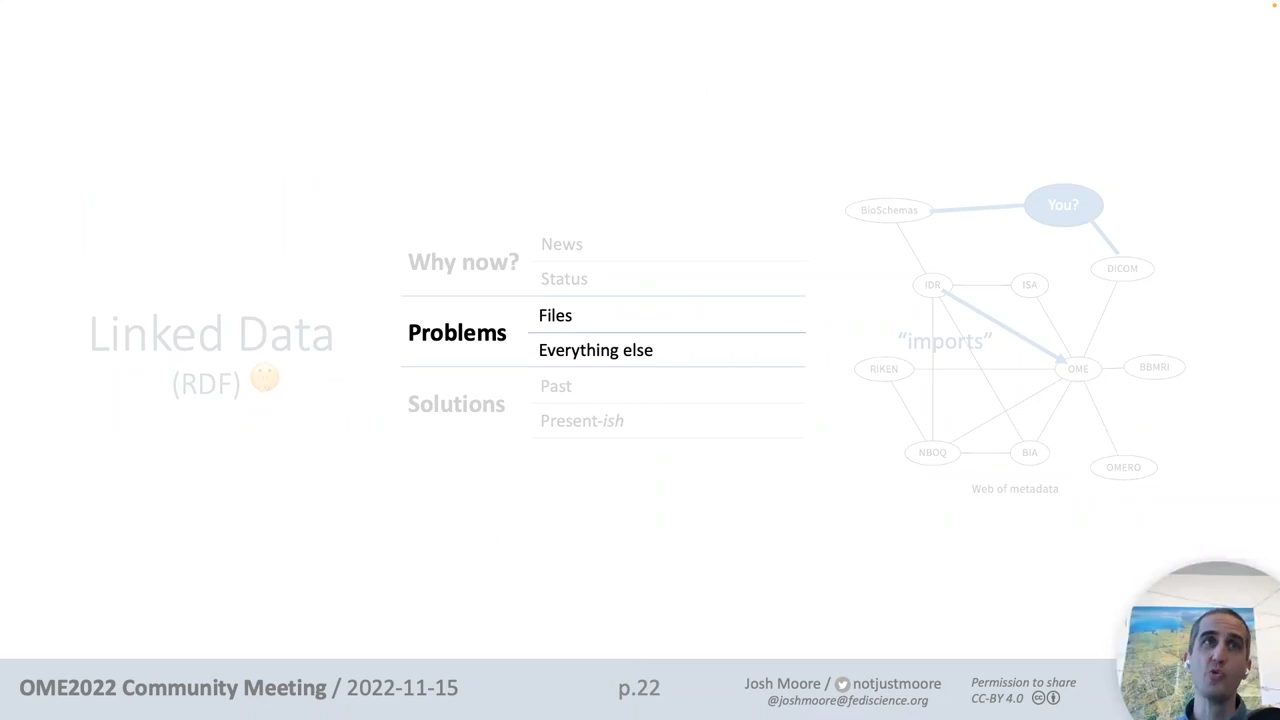 Linked Data
(RDF)
Why now?
News
Status
Problems
Files
Everything else
Solutions
Past
Present-ish
BioSchemas
You?
DICOM
IDR
ISA
“imports”
RIKEN
OME
BBMRI
NBOQ
BIA
OMERO
Web of metadata
OME2022 Community Meeting / 2022-11-15
p.22
Josh Moore / notjustmoore
@joshmoore@fediscience.org
Permission to share
CC-BY 4.0